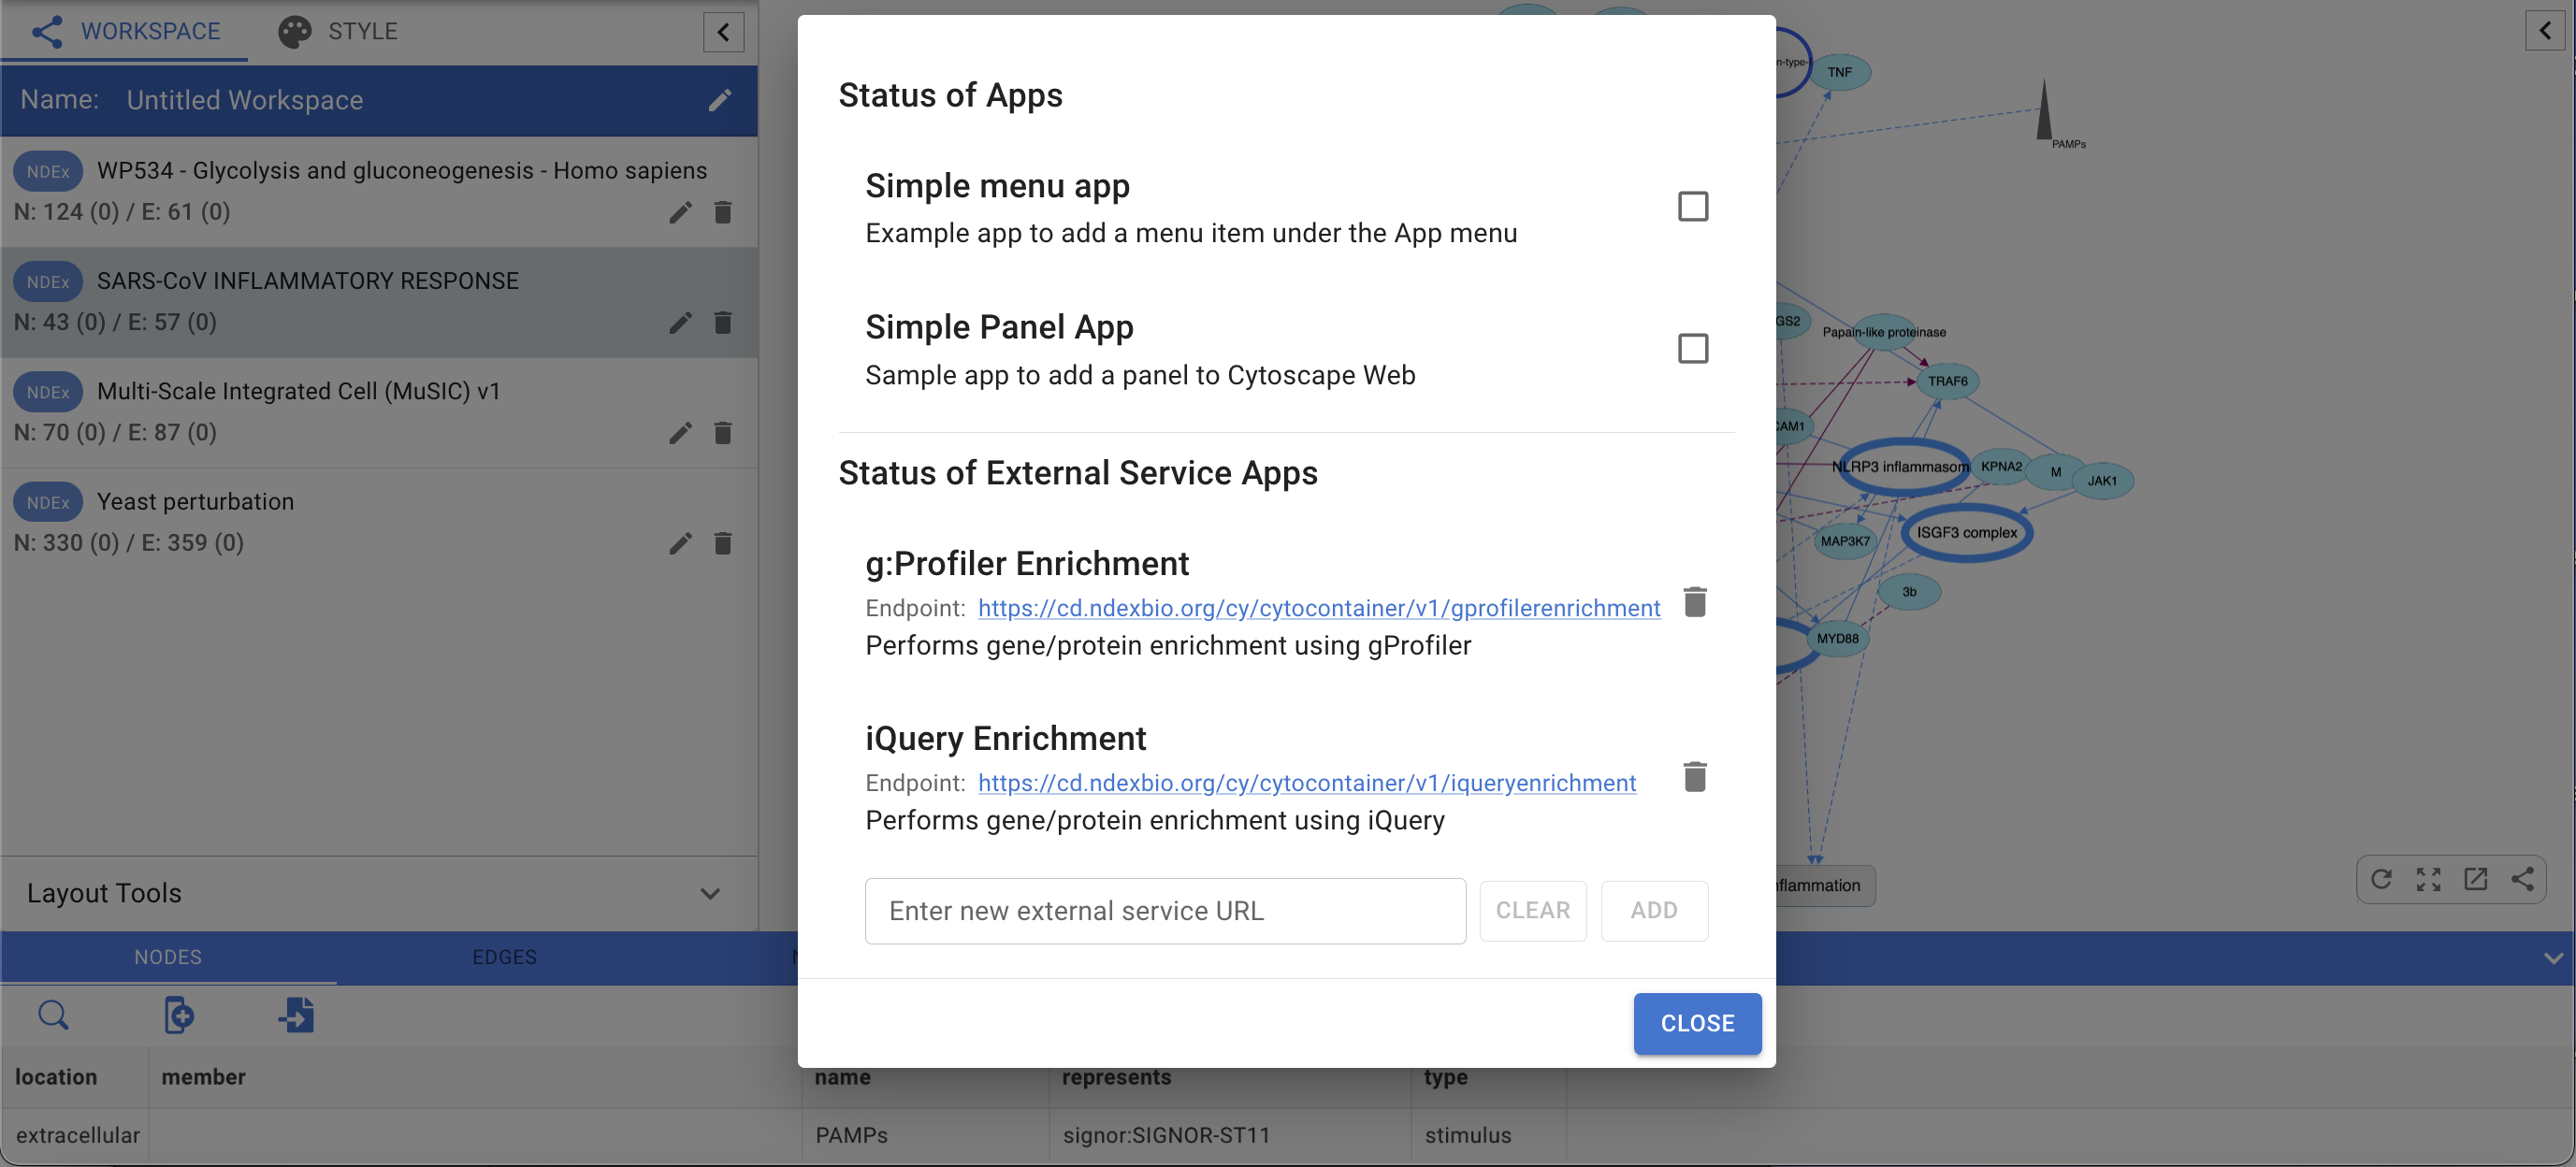 WORKSPACE
STYLE
Name: Untitled Workspace
NDEx WP534 - Glycolysis and gluconeogenesis - Homo sapiens
N: 124 (0) / E: 61 (0)
NDEx SARS-CoV INFLAMMATORY RESPONSE
N: 43 (0) / E: 57 (0)
NDEx Multi-Scale Integrated Cell (MuSIC) v1
N: 70 (0) / E: 87 (0)
NDEx Yeast perturbation
N: 330 (0) / E: 359 (0)
Layout Tools
Status of Apps
Simple menu app
Example app to add a menu item under the App menu
Simple Panel App
Sample app to add a panel to Cytoscape Web
Status of External Service Apps
g:Profiler Enrichment
Endpoint: https://cd.ndexbio.org/cy/cytocontainer/v1/gprofilerenrichment
Performs gene/protein enrichment using gProfiler
iQuery Enrichment
Endpoint: https://cd.ndexbio.org/cy/cytocontainer/v1/iqueryenrichment
Performs gene/protein enrichment using iQuery
Enter new external service URL
CLEAR
ADD
CLOSE
n-type-
TNF
PAMPs
GS2
Papain-like proteinase
TRAF6
CAM1
NLRP3 inflammasom
KPNA2
M
JAK1
ISGF3 complex
MAP3K7
3b
MYD88
nflammation
NODES
EDGES
location member name represents type
extracellular PAMPs signor:SIGNOR-ST11 stimulus